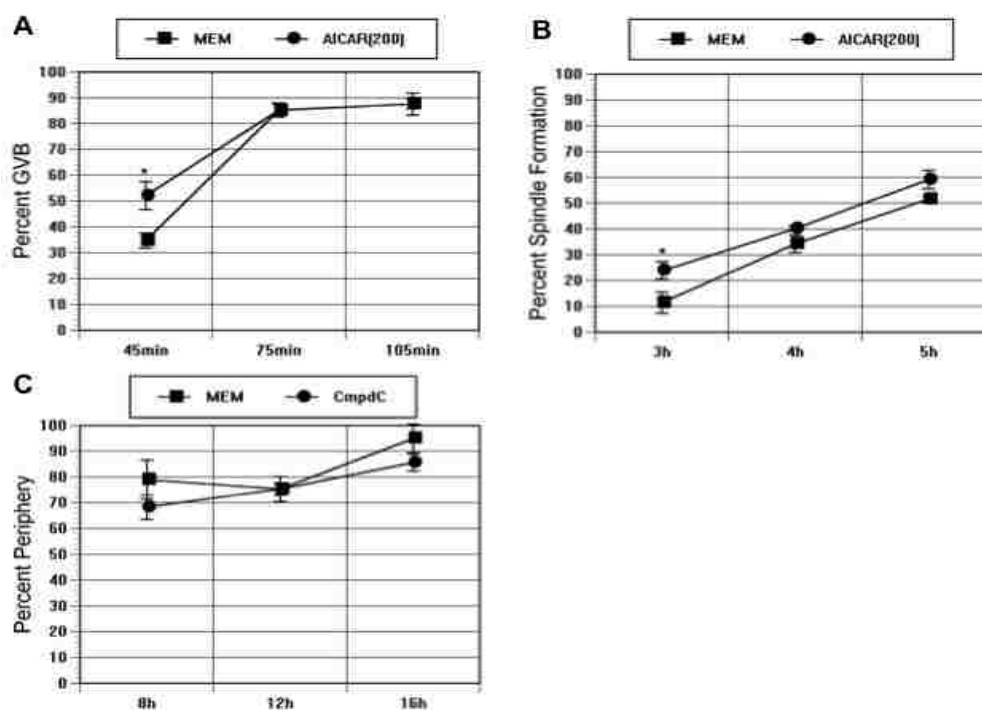 A
MEM AICAR(200)
Percent GVB
100
90
80
70
60
50
40
30
20
10
0
*
45min 75min 105min
B
MEM AICAR(200)
Percent Spindle Formation
100
90
80
70
60
50
40
30
20
10
0
*
3h 4h 5h
C
MEM CmpdC
Percent Periphery
100
90
80
70
60
50
40
30
20
10
0
8h 12h 16h